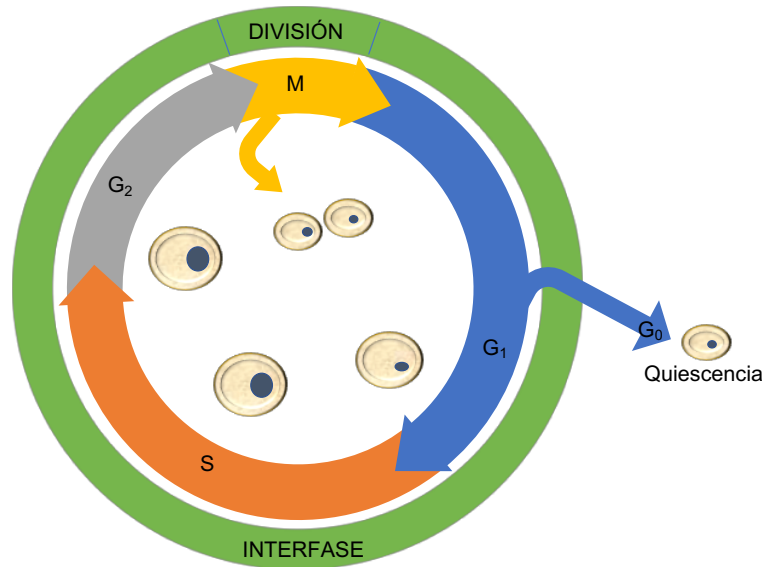 DIVISIÓN
M
G₂
G₁
G₀
Quiescencia
S
INTERFASE